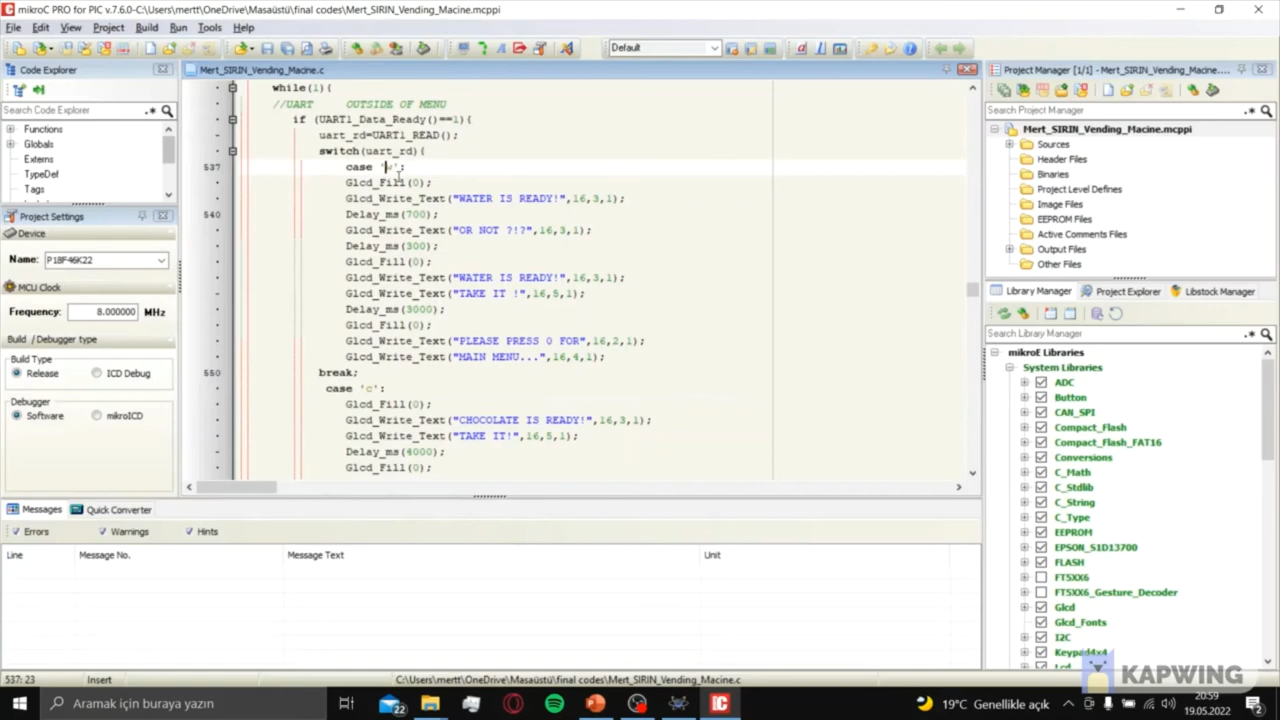 mikroC PRO for PIC v.7.6.0-C:\Users\mertt\OneDrive\Masaüstü\final codes\Mert_SIRIN_Vending_Macine.mcppi
File Edit View Project Build Run Tools Help
Default
Code Explorer
Search Code Explorer
Functions
Globals
Externs
TypeDef
Tags
Project Settings
Device
Name: P18F46K22
MCU Clock
Frequency: 8.000000 MHz
Build / Debugger type
Build Type
Release ICD Debug
Debugger
Software mikroICD
Mert_SIRIN_Vending_Macine.c
while(1){
//UART OUTSIDE OF MENU
if (UART1_Data_Ready()==1){
uart_rd=UART1_READ();
switch(uart_rd){
537 case 'w':
Glcd_Fill(0);
Glcd_Write_Text("WATER IS READY!",16,3,1);
540 Delay_ms(700);
Glcd_Write_Text("OR NOT ?!?",16,3,1);
Delay_ms(300);
Glcd_Fill(0);
Glcd_Write_Text("WATER IS READY!",16,3,1);
Glcd_Write_Text("TAKE IT !",16,5,1);
Delay_ms(3000);
Glcd_Fill(0);
Glcd_Write_Text("PLEASE PRESS 0 FOR",16,2,1);
Glcd_Write_Text("MAIN MENU...",16,4,1);
550 break;
case 'c':
Glcd_Fill(0);
Glcd_Write_Text("CHOCOLATE IS READY!",16,3,1);
Glcd_Write_Text("TAKE IT!",16,5,1);
Delay_ms(4000);
Glcd_Fill(0);
Project Manager [1/1] - Mert_SIRIN_Vending_Macine....
Search Project Manager
Mert_SIRIN_Vending_Macine.mcppi
Sources
Header Files
Binaries
Project Level Defines
Image Files
EEPROM Files
Active Comments Files
Output Files
Other Files
Library Manager Project Explorer Libstock Manager
Search Library Manager
mikroE Libraries
System Libraries
ADC
Button
CAN_SPI
Compact_Flash
Compact_Flash_FAT16
Conversions
C_Math
C_Stdlib
C_String
C_Type
EEPROM
EPSON_S1D13700
FLASH
FT5XX6
FT5XX6_Gesture_Decoder
Glcd
Glcd_Fonts
I2C
Keypad4x4
Lcd
Messages Quick Converter
Errors Warnings Hints
Line Message No. Message Text Unit
537: 23 Insert C:\Users\mertt\OneDrive\Masaüstü\final codes\Mert_SIRIN_Vending_Macine.c
KAPWING
Aramak için buraya yazın
22
19°C Genellikle açık
20:59
19.05.2022
2